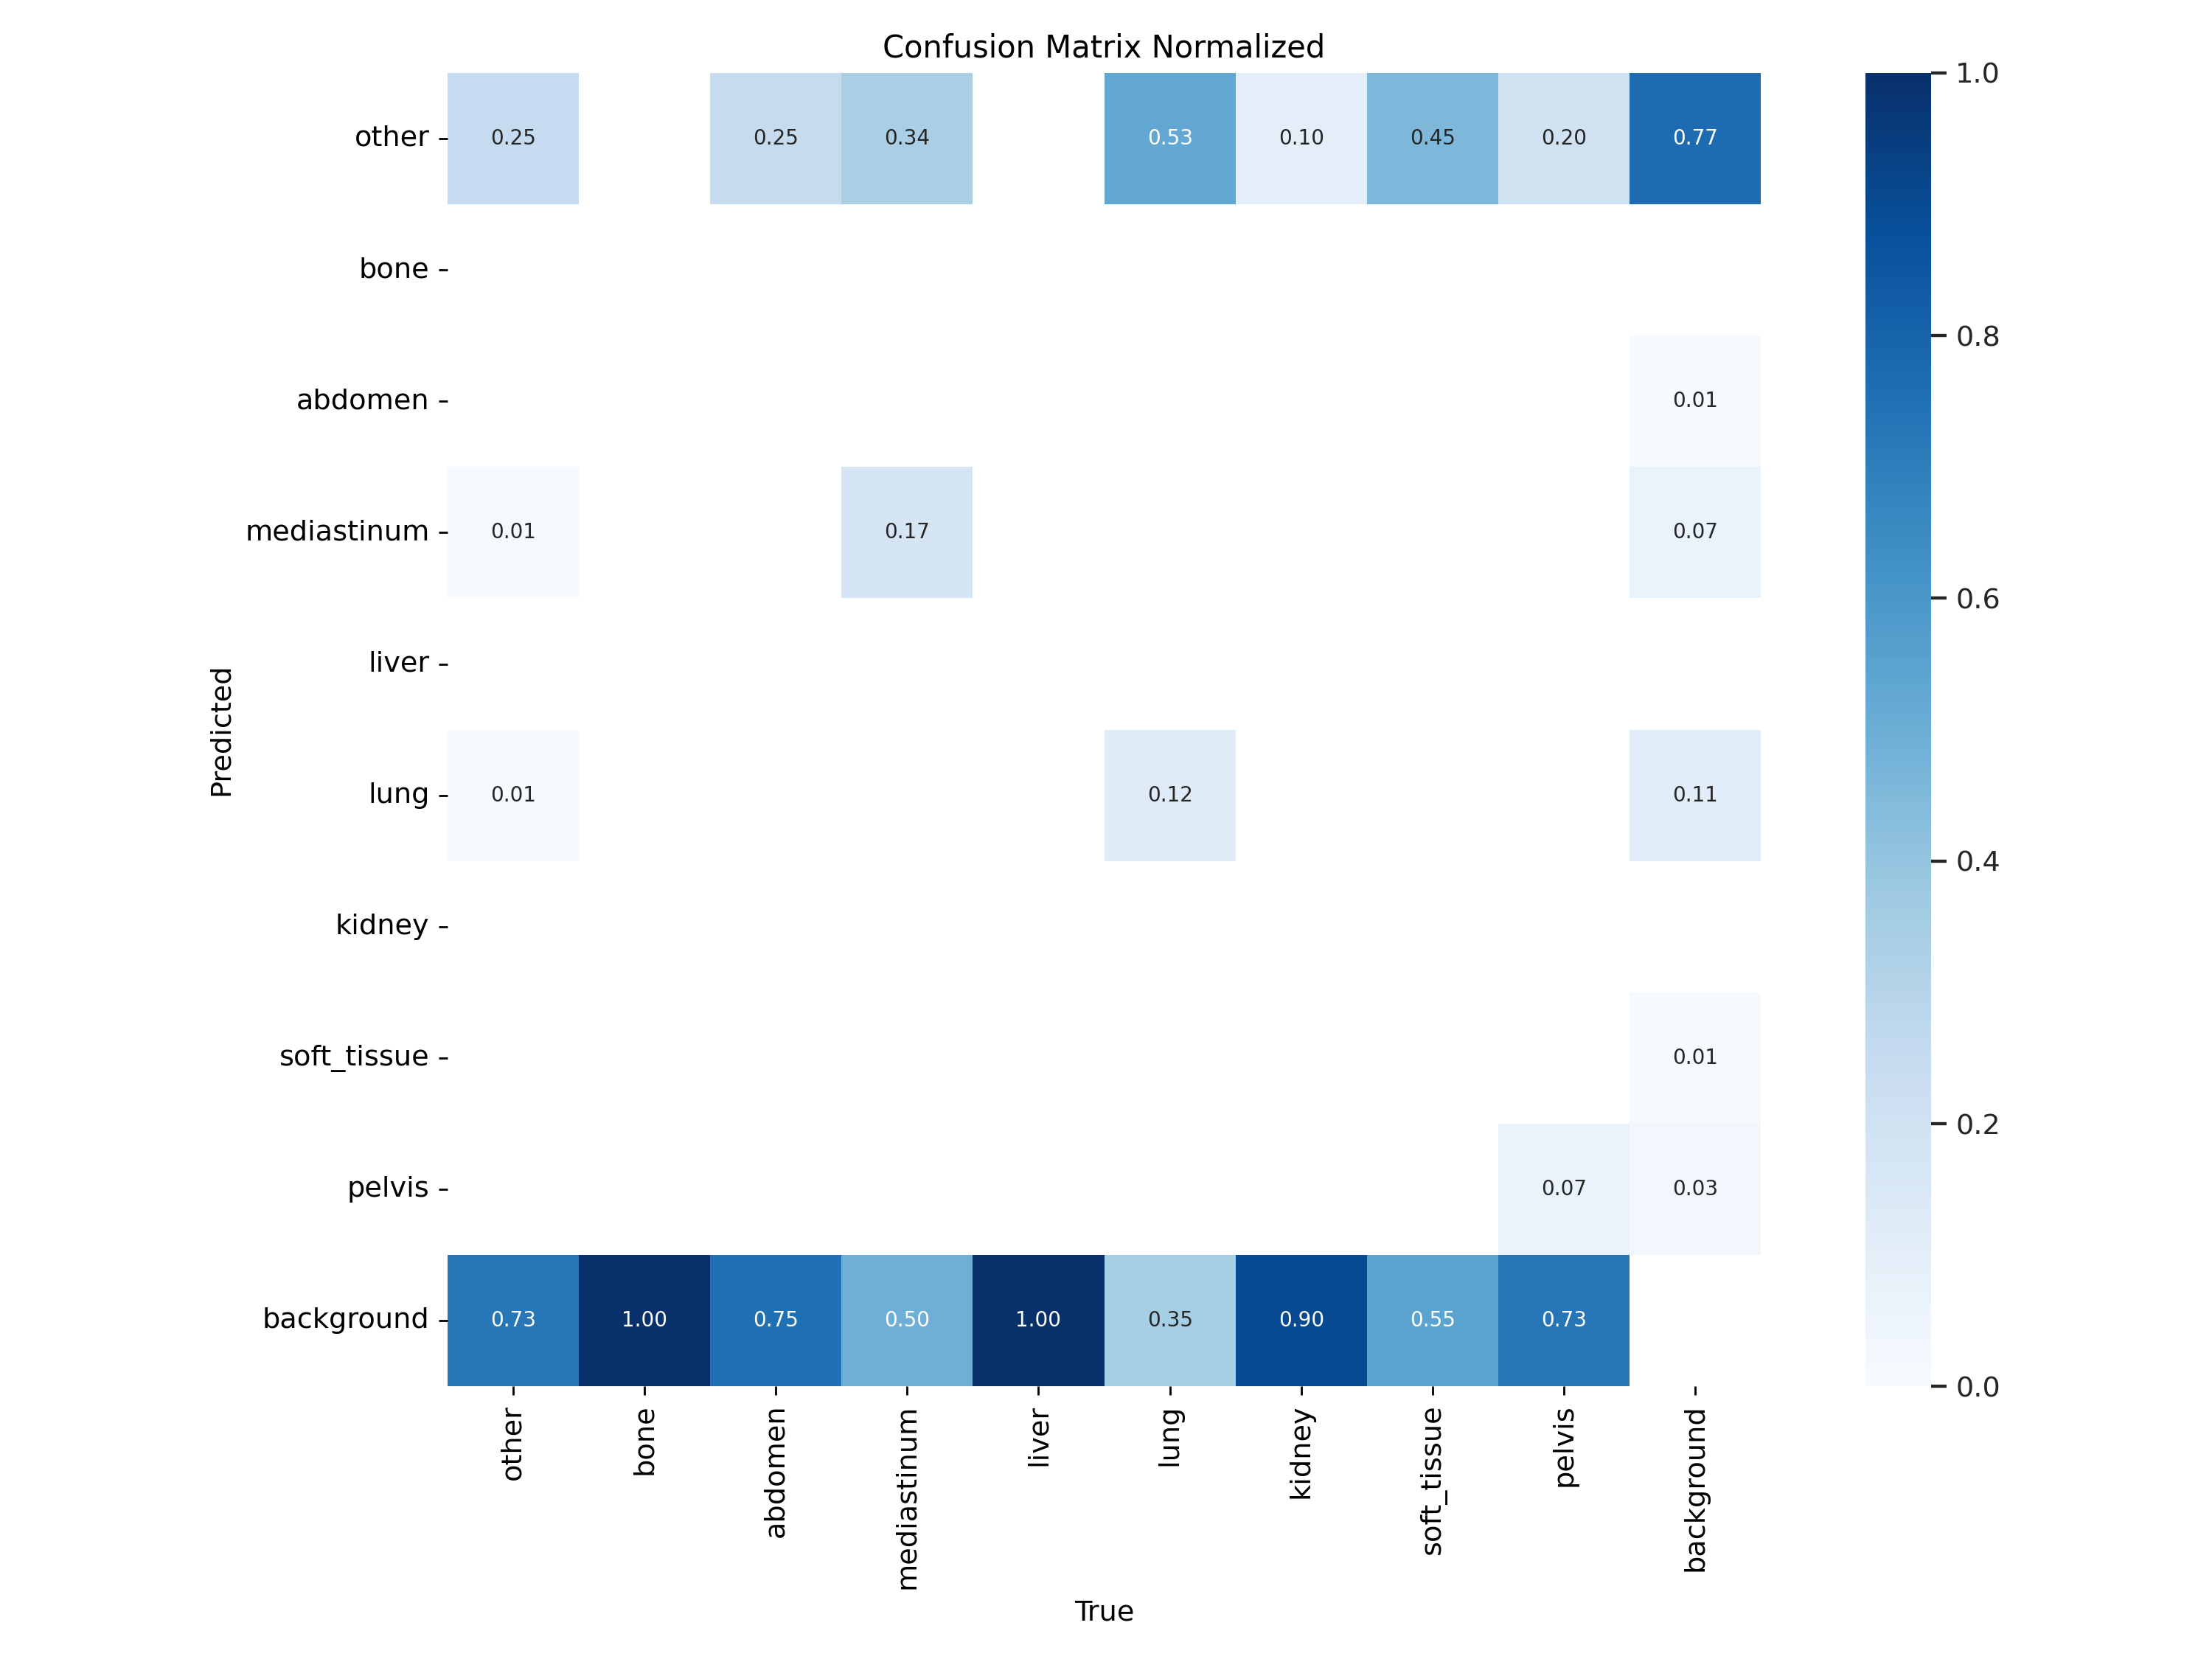 Confusion Matrix Normalized
other 0.25 0.25 0.34 0.53 0.10 0.45 0.20 0.77
bone
abdomen 0.01
mediastinum 0.01 0.17 0.07
liver
lung 0.01 0.12 0.11
kidney
soft_tissue 0.01
pelvis 0.07 0.03
background 0.73 1.00 0.75 0.50 1.00 0.35 0.90 0.55 0.73
Predicted
other bone abdomen mediastinum liver lung kidney soft_tissue pelvis background
True
1.0
0.8
0.6
0.4
0.2
0.0